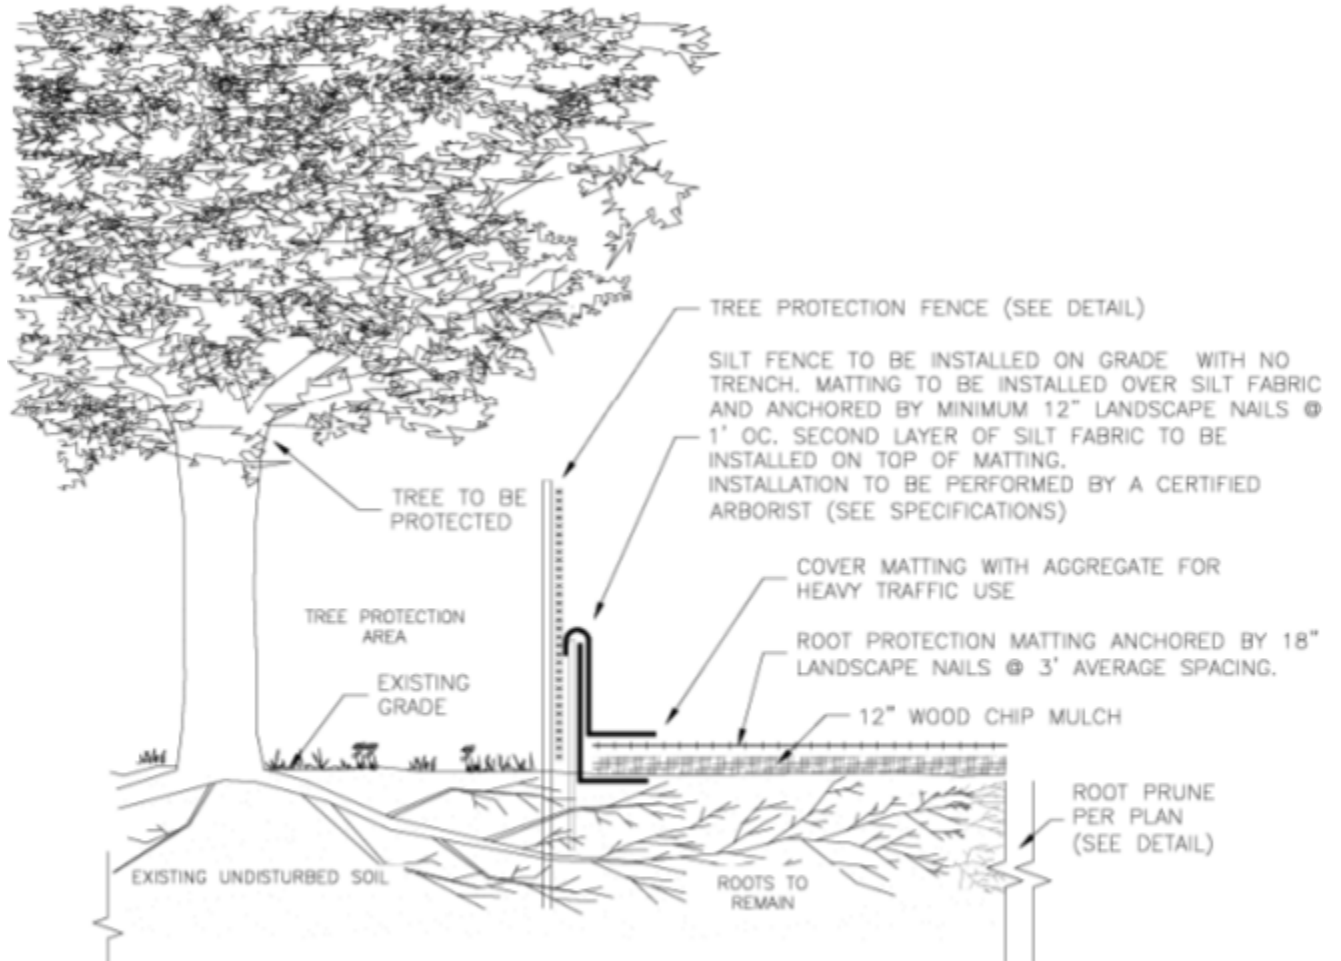 TREE PROTECTION FENCE (SEE DETAIL)
SILT FENCE TO BE INSTALLED ON GRADE WITH NO
TRENCH. MATTING TO BE INSTALLED OVER SILT FABRIC
AND ANCHORED BY MINIMUM 12" LANDSCAPE NAILS @
1' OC. SECOND LAYER OF SILT FABRIC TO BE
INSTALLED ON TOP OF MATTING.
INSTALLATION TO BE PERFORMED BY A CERTIFIED
ARBORIST (SEE SPECIFICATIONS)
TREE TO BE
PROTECTED
COVER MATTING WITH AGGREGATE FOR
HEAVY TRAFFIC USE
TREE PROTECTION
AREA
ROOT PROTECTION MATTING ANCHORED BY 18"
LANDSCAPE NAILS @ 3' AVERAGE SPACING.
EXISTING
GRADE
12" WOOD CHIP MULCH
ROOT PRUNE
PER PLAN
(SEE DETAIL)
EXISTING UNDISTURBED SOIL
ROOTS TO
REMAIN